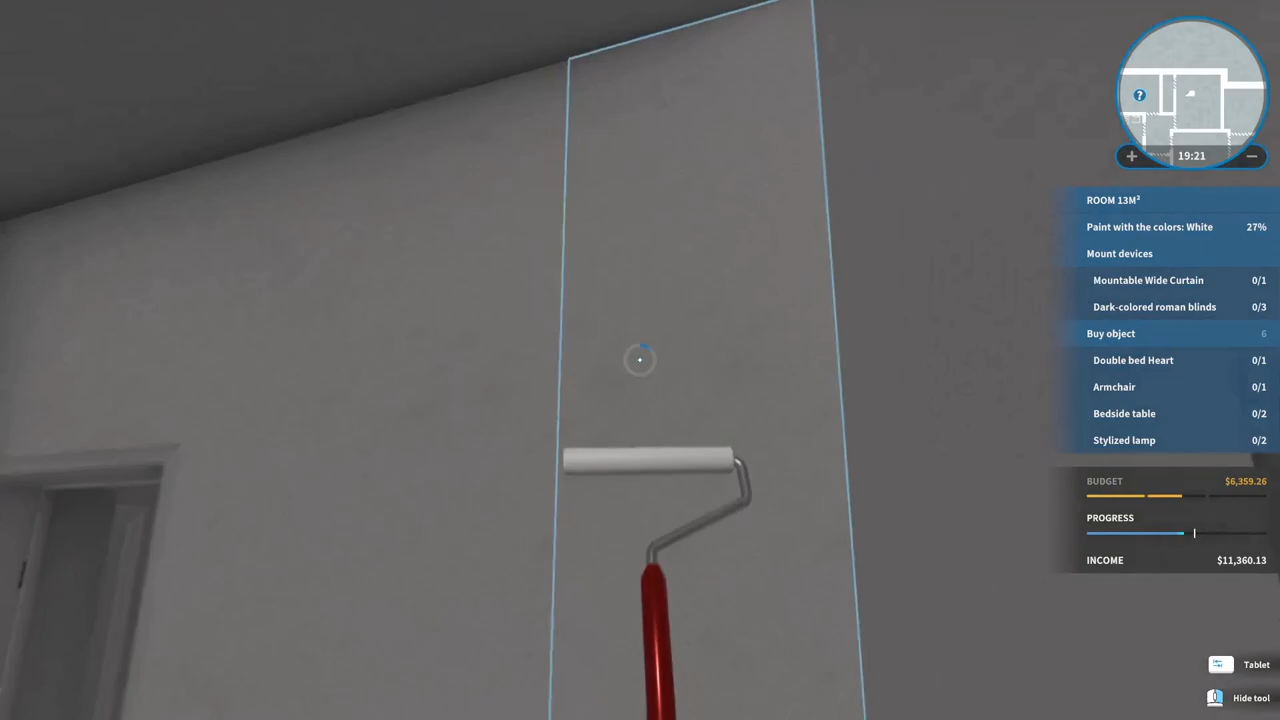 ?
+ 19:21 −
ROOM 13M²
Paint with the colors: White 27%
Mount devices
Mountable Wide Curtain 0/1
Dark-colored roman blinds 0/3
Buy object 6
Double bed Heart 0/1
Armchair 0/1
Bedside table 0/2
Stylized lamp 0/2
BUDGET $6,359.26
PROGRESS
INCOME $11,360.13
Tablet
Hide tool